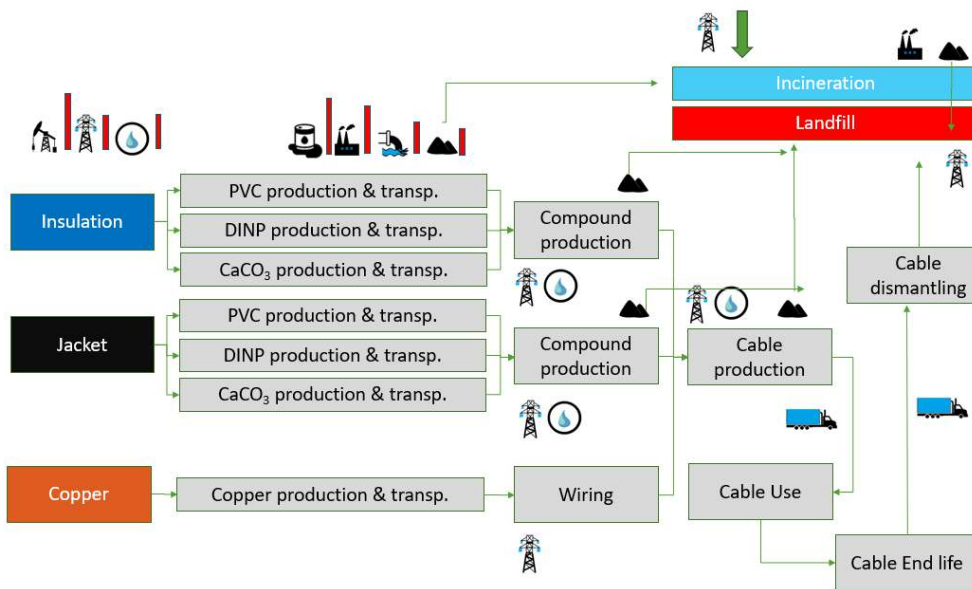 Incineration
Landfill
Insulation
PVC production & transp.
DINP production & transp.
CaCO₃ production & transp.
Compound
production
Jacket
PVC production & transp.
DINP production & transp.
CaCO₃ production & transp.
Compound
production
Cable
production
Cable
dismantling
Copper
Copper production & transp.
Wiring
Cable Use
Cable End life